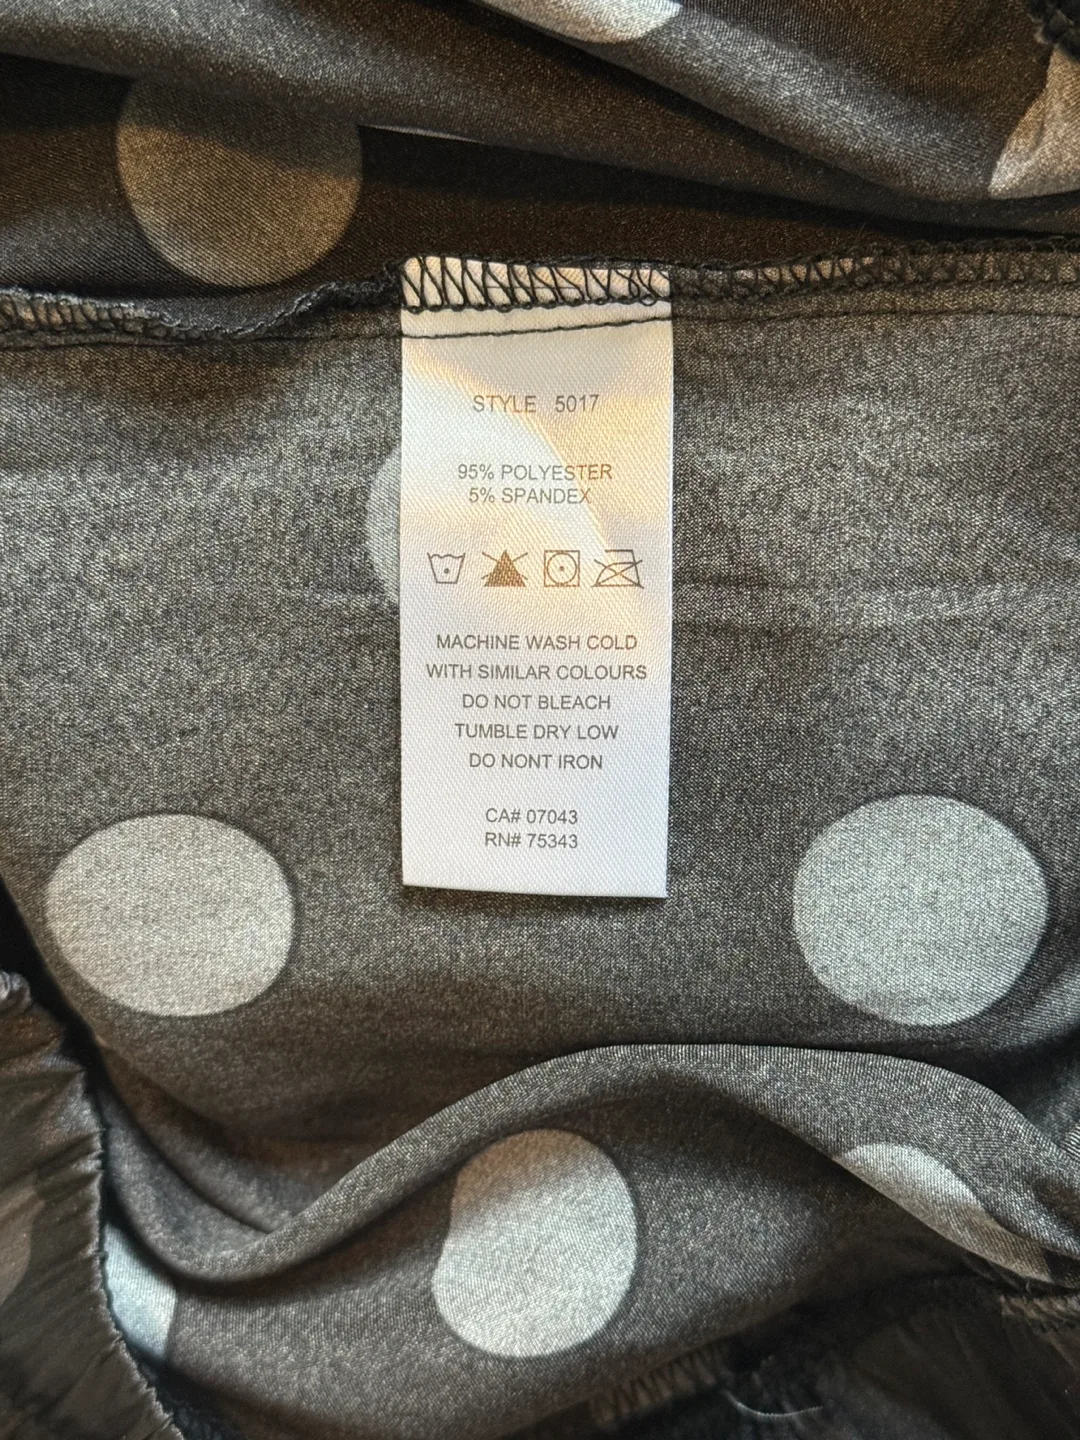 STYLE 5017
95% POLYESTER
5% SPANDEX
MACHINE WASH COLD
WITH SIMILAR COLOURS
DO NOT BLEACH
TUMBLE DRY LOW
DO NONT IRON
CA# 07043
RN# 75343